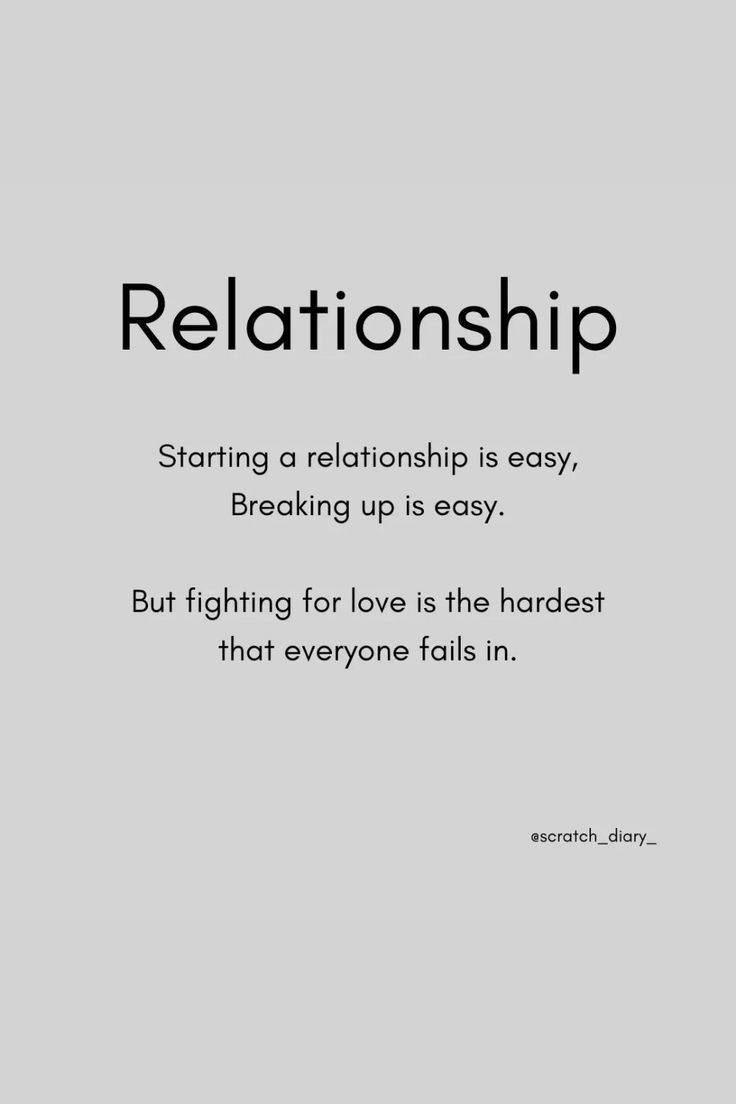 Relationship
Starting a relationship is easy,
Breaking up is easy.
But fighting for love is the hardest
that everyone fails in.
@scratch_diary_